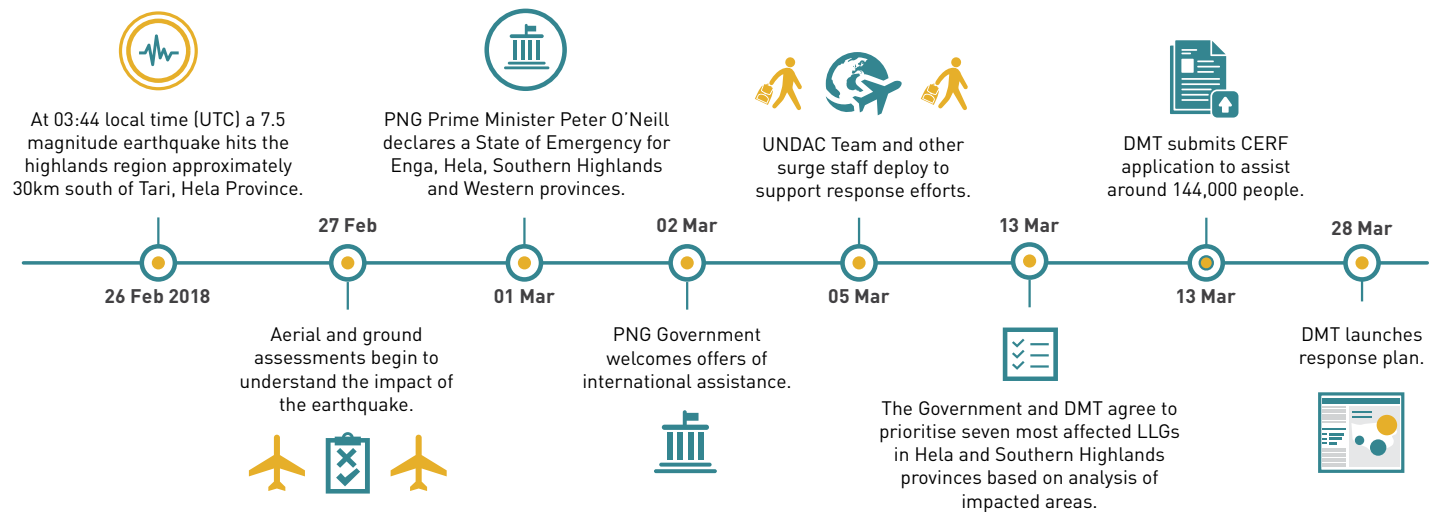 At 03:44 local time (UTC) a 7.5
magnitude earthquake hits the
highlands region approximately
30km south of Tari, Hela Province.
26 Feb 2018
27 Feb
Aerial and ground
assessments begin to
understand the impact of
the earthquake.
PNG Prime Minister Peter O’Neill
declares a State of Emergency for
Enga, Hela, Southern Highlands
and Western provinces.
01 Mar
02 Mar
PNG Government
welcomes offers of
international assistance.
UNDAC Team and other
surge staff deploy to
support response efforts.
05 Mar
13 Mar
The Government and DMT agree to
prioritise seven most affected LLGs
in Hela and Southern Highlands
provinces based on analysis of
impacted areas.
DMT submits CERF
application to assist
around 144,000 people.
13 Mar
28 Mar
DMT launches
response plan.